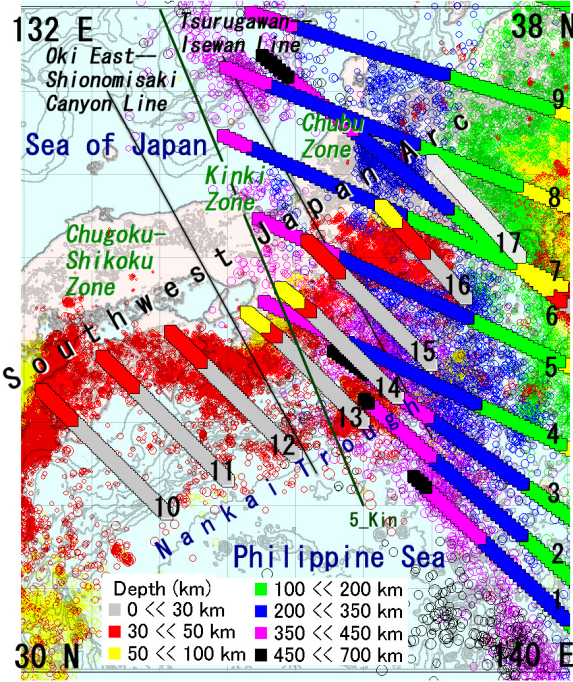 132 E
Tsurugawan—
Isewan Line
38 N
Oki East—
Shionomisaki
Canyon Line
9
Sea of Japan
Chubu
Zone
Kinki
Zone
8
Chugoku—
Shikoku
Zone
17
7
16
6
Southwest Japan Arc
15
5
14
4
13
12
11
10
3
Nankai Trough
5_Kin
2
Philippine Sea
1
Depth (km)
0 << 30 km
30 << 50 km
50 << 100 km
100 << 200 km
200 << 350 km
350 << 450 km
450 << 700 km
30 N
140 E